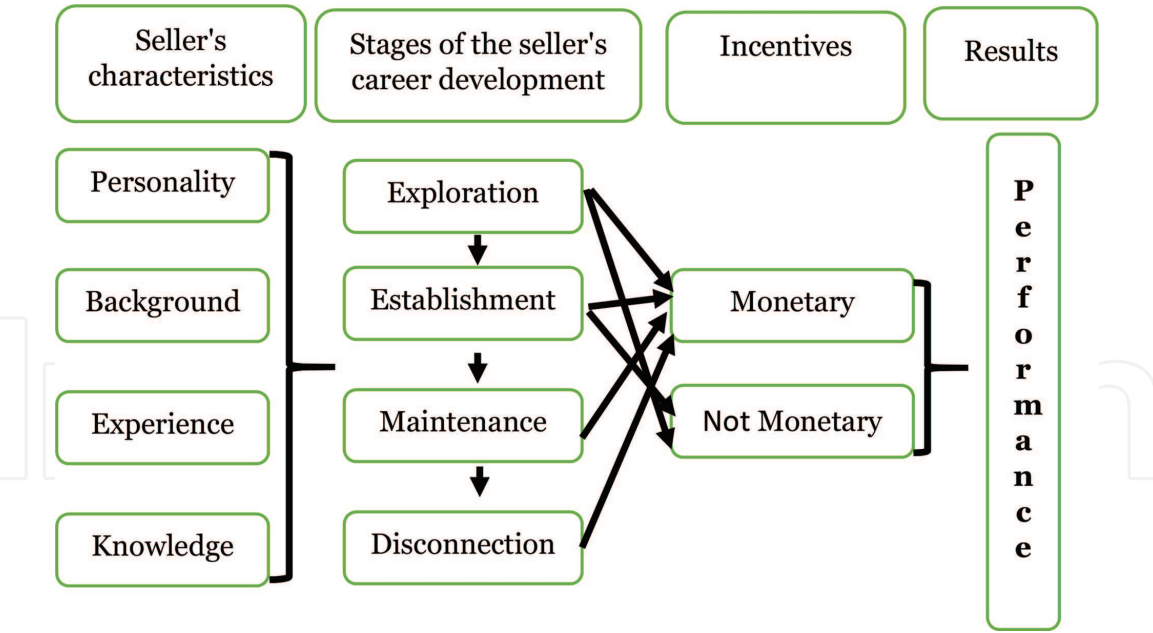 Seller's
characteristics
Stages of the seller's
career development
Incentives
Results
Personality
Background
Experience
Knowledge
Exploration
Establishment
Maintenance
Disconnection
Monetary
Not Monetary
Performance